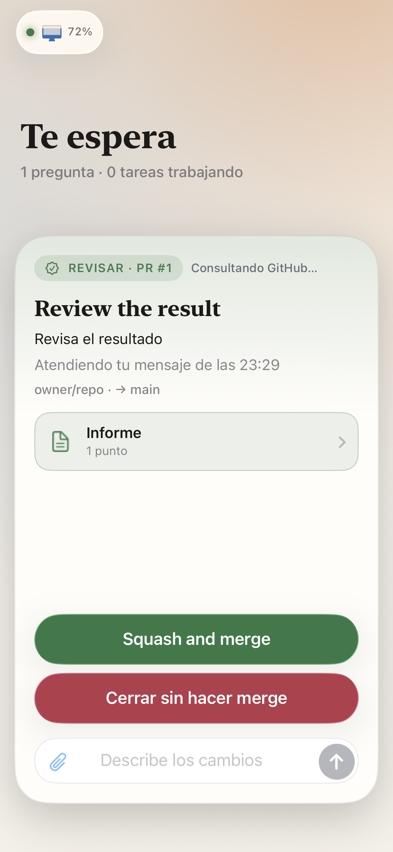 72%
Te espera
1 pregunta · 0 tareas trabajando
REVISAR · PR #1 Consultando GitHub...
Review the result
Revisa el resultado
Atendiendo tu mensaje de las 23:29
owner/repo · → main
Informe
1 punto
Squash and merge
Cerrar sin hacer merge
Describe los cambios